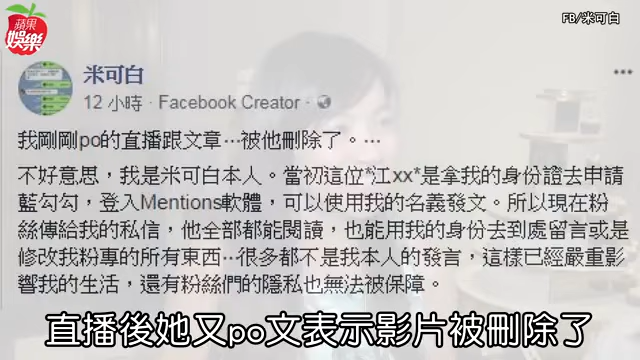 蘋果
娛樂
FB/米可白
米可白
12 小時 · Facebook Creator ·
我剛剛po的直播跟文章⋯被他刪除了。⋯
不好意思，我是米可白本人。當初這位*江xx*是拿我的身份證去申請
藍勾勾，登入Mentions軟體，可以使用我的名義發文。所以現在粉
絲傳給我的私信，他全部都能閱讀，也能用我的身份去到處留言或是
修改我粉專的所有東西⋯很多都不是我本人的發言，這樣已經嚴重影
響我的生活，還有粉絲們的隱私也無法被保障。
直播後她又po文表示影片被刪除了